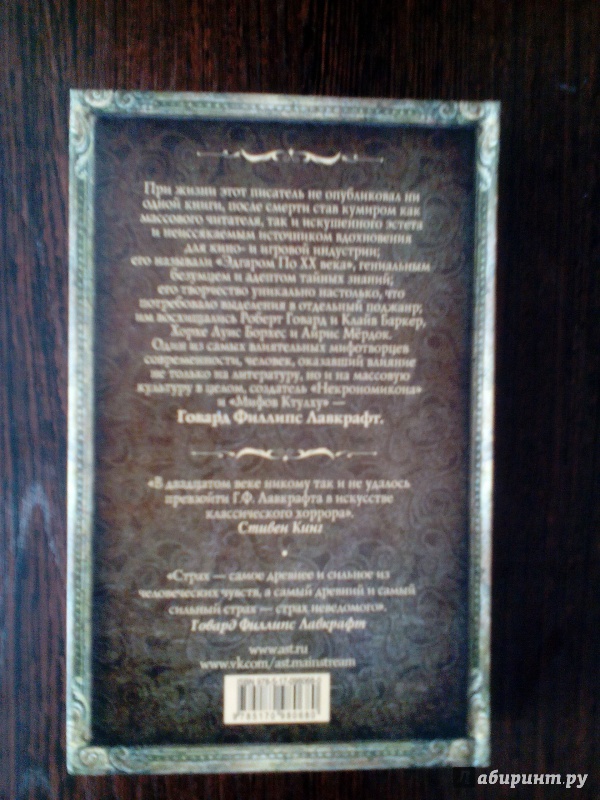 При жизни этот писатель не опубликовал ни
одной книги, после смерти став кумиром как
массового читателя, так и искушенного эстета
и неиссякаемым источником вдохновения
для кино- и игровой индустрии;
его называли «Эдгаром По XX века», гениальным
безумцем и адептом тайных знаний;
его творчество уникально настолько, что
потребовало выделения в отдельный поджанр;
им восхищались Роберт Говард и Клайв Баркер,
Хорхе Луис Борхес и Айрис Мёрдок.
Один из самых влиятельных мифотворцев
современности, человек, оказавший влияние
не только на литературу, но и на массовую
культуру в целом, создатель «Некрономикона»
и «Мифов Ктулху» —
Говард Филлипс Лавкрафт.
«В двадцатом веке никому так и не удалось
превзойти Г.Ф. Лавкрафта в искусстве
классического хоррора».
Стивен Кинг
«Страх — самое древнее и сильное из
человеческих чувств, а самый древний и самый
сильный страх — страх неведомого».
Говард Филлипс Лавкрафт
www.ast.ru
www.vk.com/ast.mainstream
ISBN
абиринт.ру